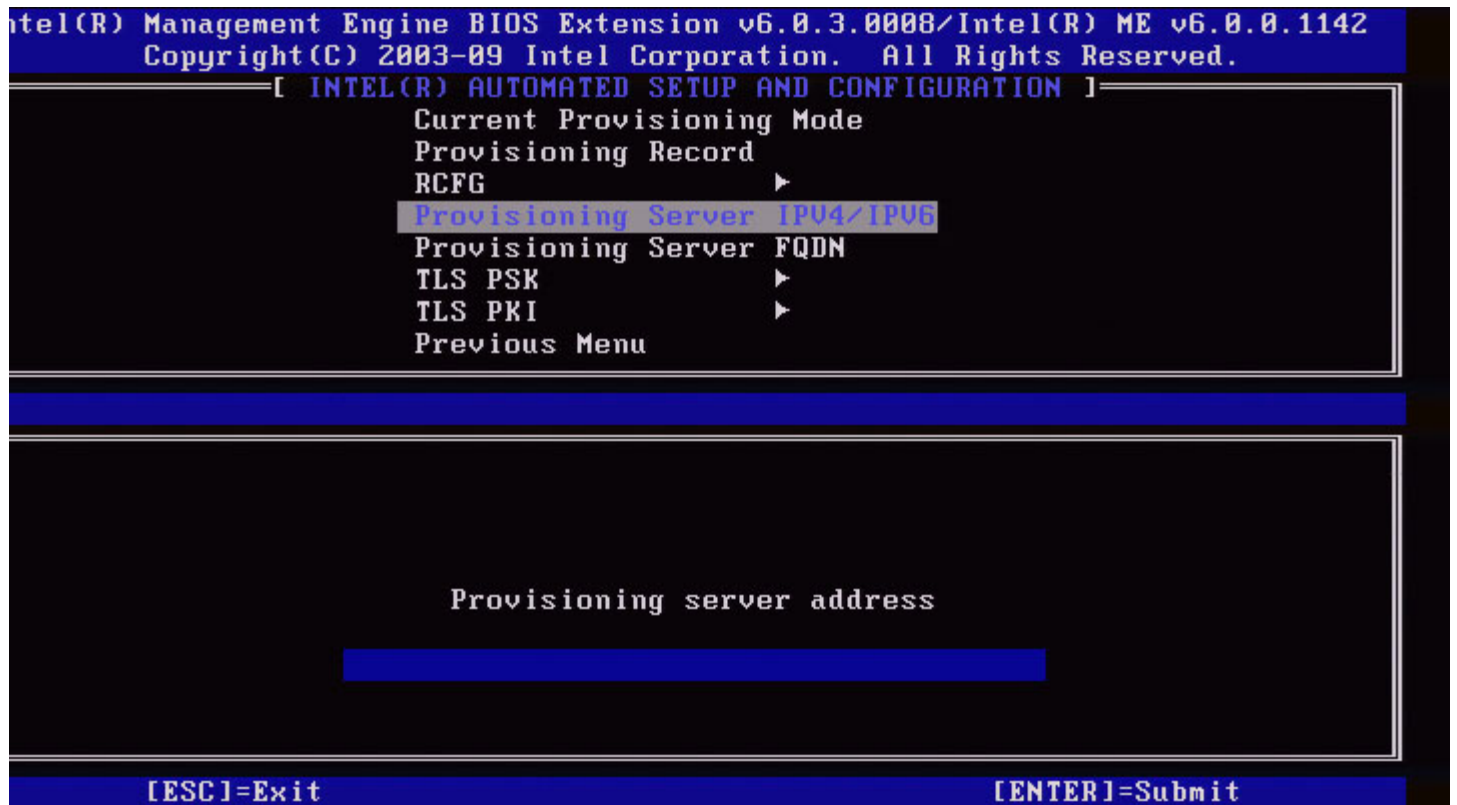 ntel(R) Management Engine BIOS Extension v6.0.3.0008/Intel(R) ME v6.0.0.1142
Copyright(C) 2003-09 Intel Corporation. All Rights Reserved.
[ INTEL(R) AUTOMATED SETUP AND CONFIGURATION ]
Current Provisioning Mode
Provisioning Record
RCFG ►
Provisioning Server IPV4/IPV6
Provisioning Server FQDN
TLS PSK ►
TLS PKI ►
Previous Menu
Provisioning server address
[ESC]=Exit [ENTER]=Submit